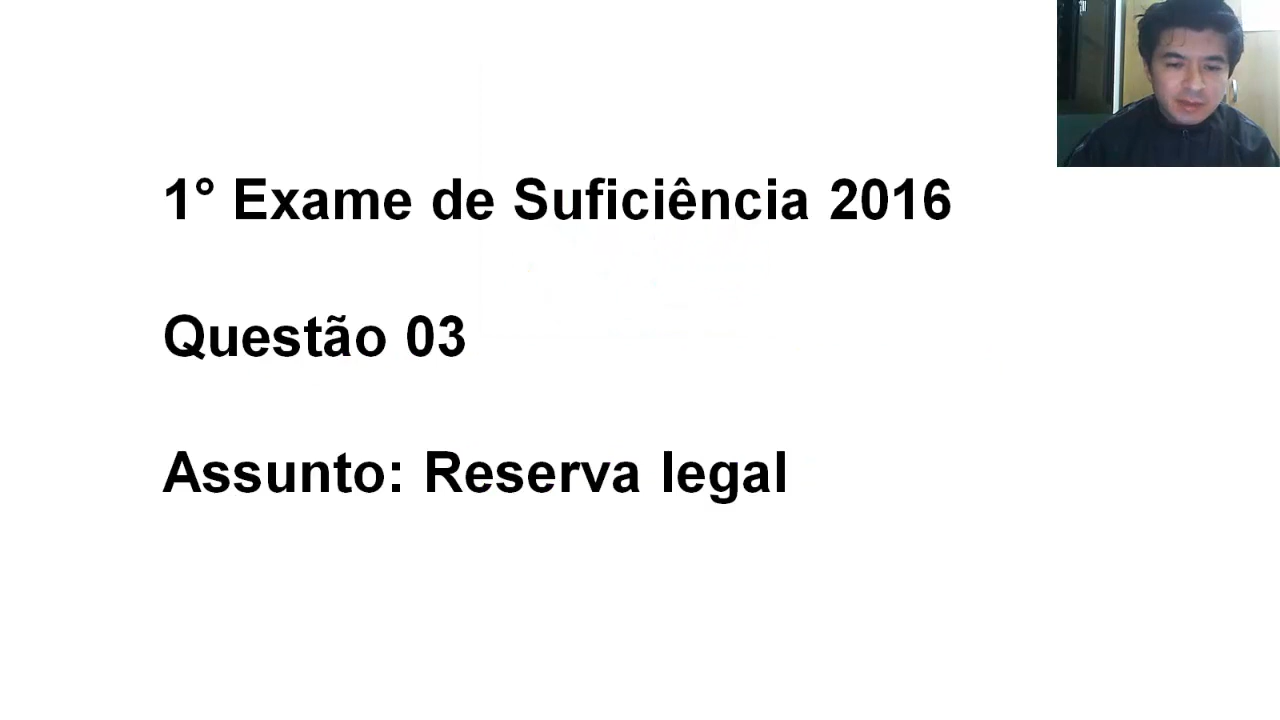 1° Exame de Suficiência 2016
Questão 03
Assunto: Reserva legal